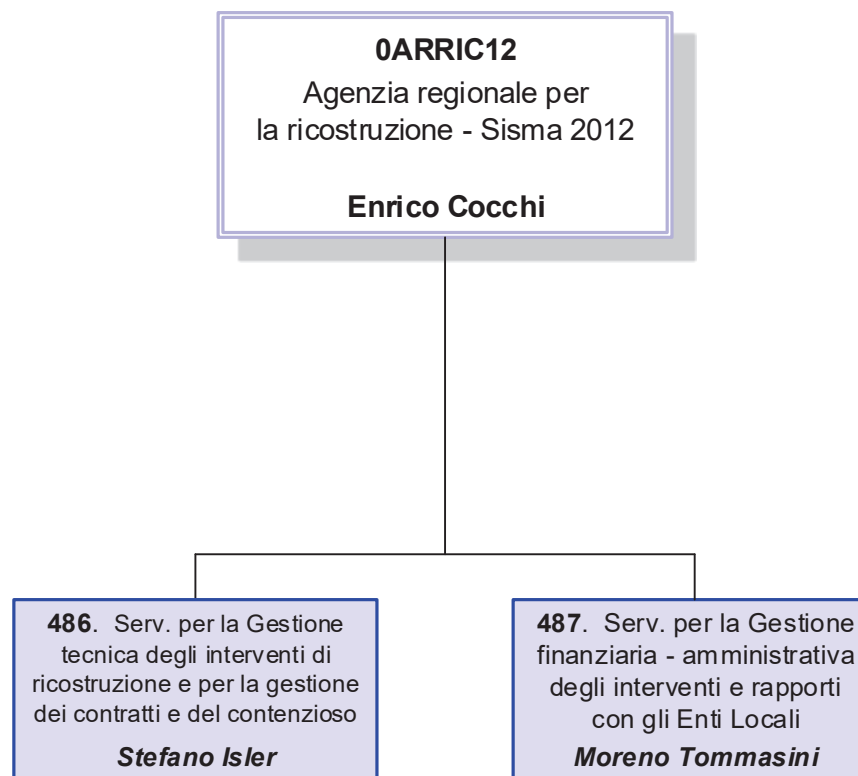 0ARRIC12
Agenzia regionale per
la ricostruzione - Sisma 2012
Enrico Cocchi
486. Serv. per la Gestione
tecnica degli interventi di
ricostruzione e per la gestione
dei contratti e del contenzioso
Stefano Isler
487. Serv. per la Gestione
finanziaria - amministrativa
degli interventi e rapporti
con gli Enti Locali
Moreno Tommasini